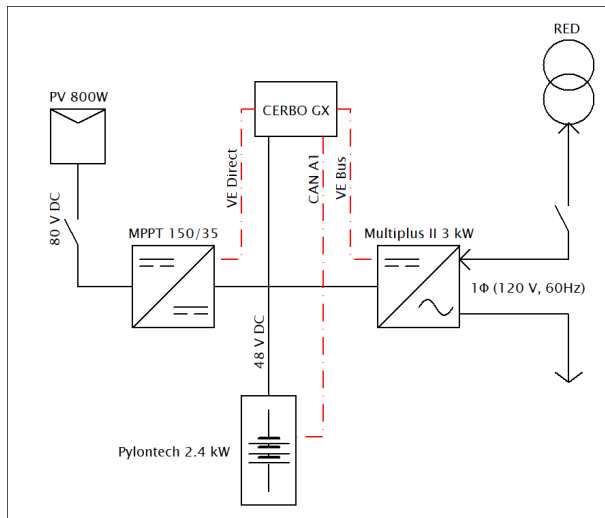 RED
PV 800W
CERBO GX
VE Direct
CAN A1
VE Bus
80 V DC
MPPT 150/35
Multiplus II 3 kW
1Φ (120 V, 60Hz)
48 V DC
Pylontech 2.4 kW